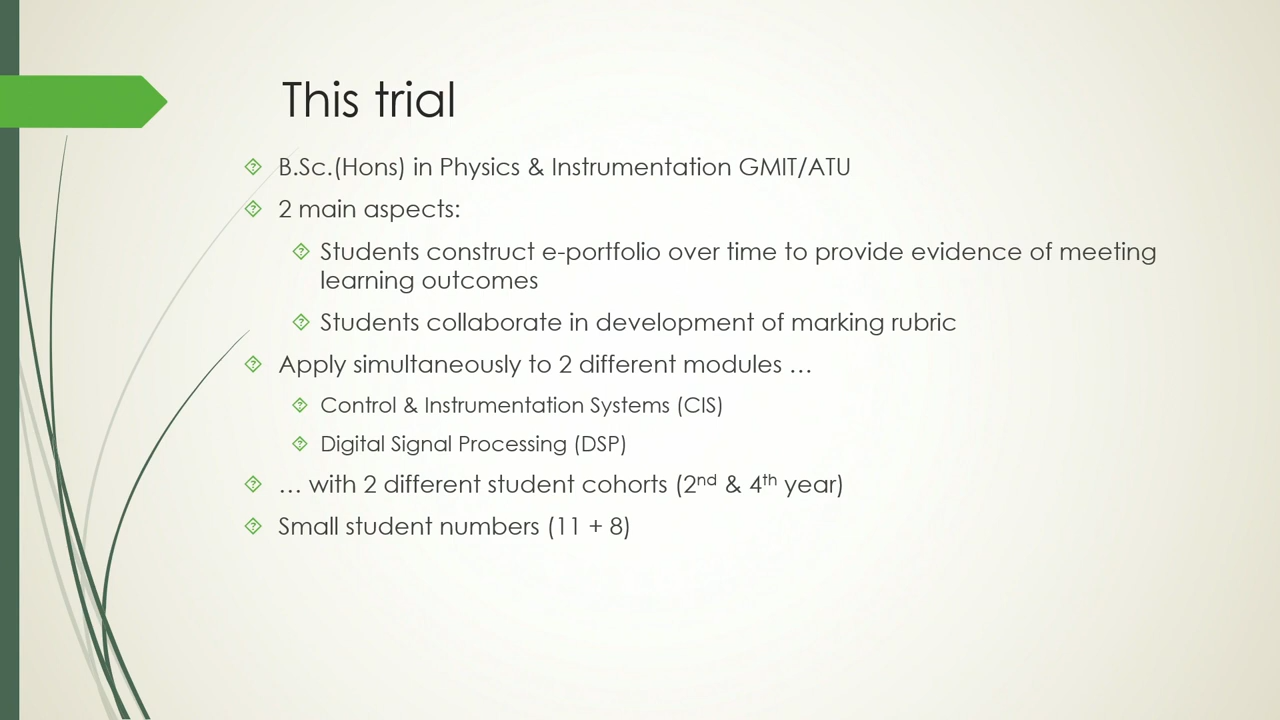 This trial
B.Sc.(Hons) in Physics & Instrumentation GMIT/ATU
2 main aspects:
Students construct e-portfolio over time to provide evidence of meeting
learning outcomes
Students collaborate in development of marking rubric
Apply simultaneously to 2 different modules …
Control & Instrumentation Systems (CIS)
Digital Signal Processing (DSP)
… with 2 different student cohorts (2nd & 4th year)
Small student numbers (11 + 8)